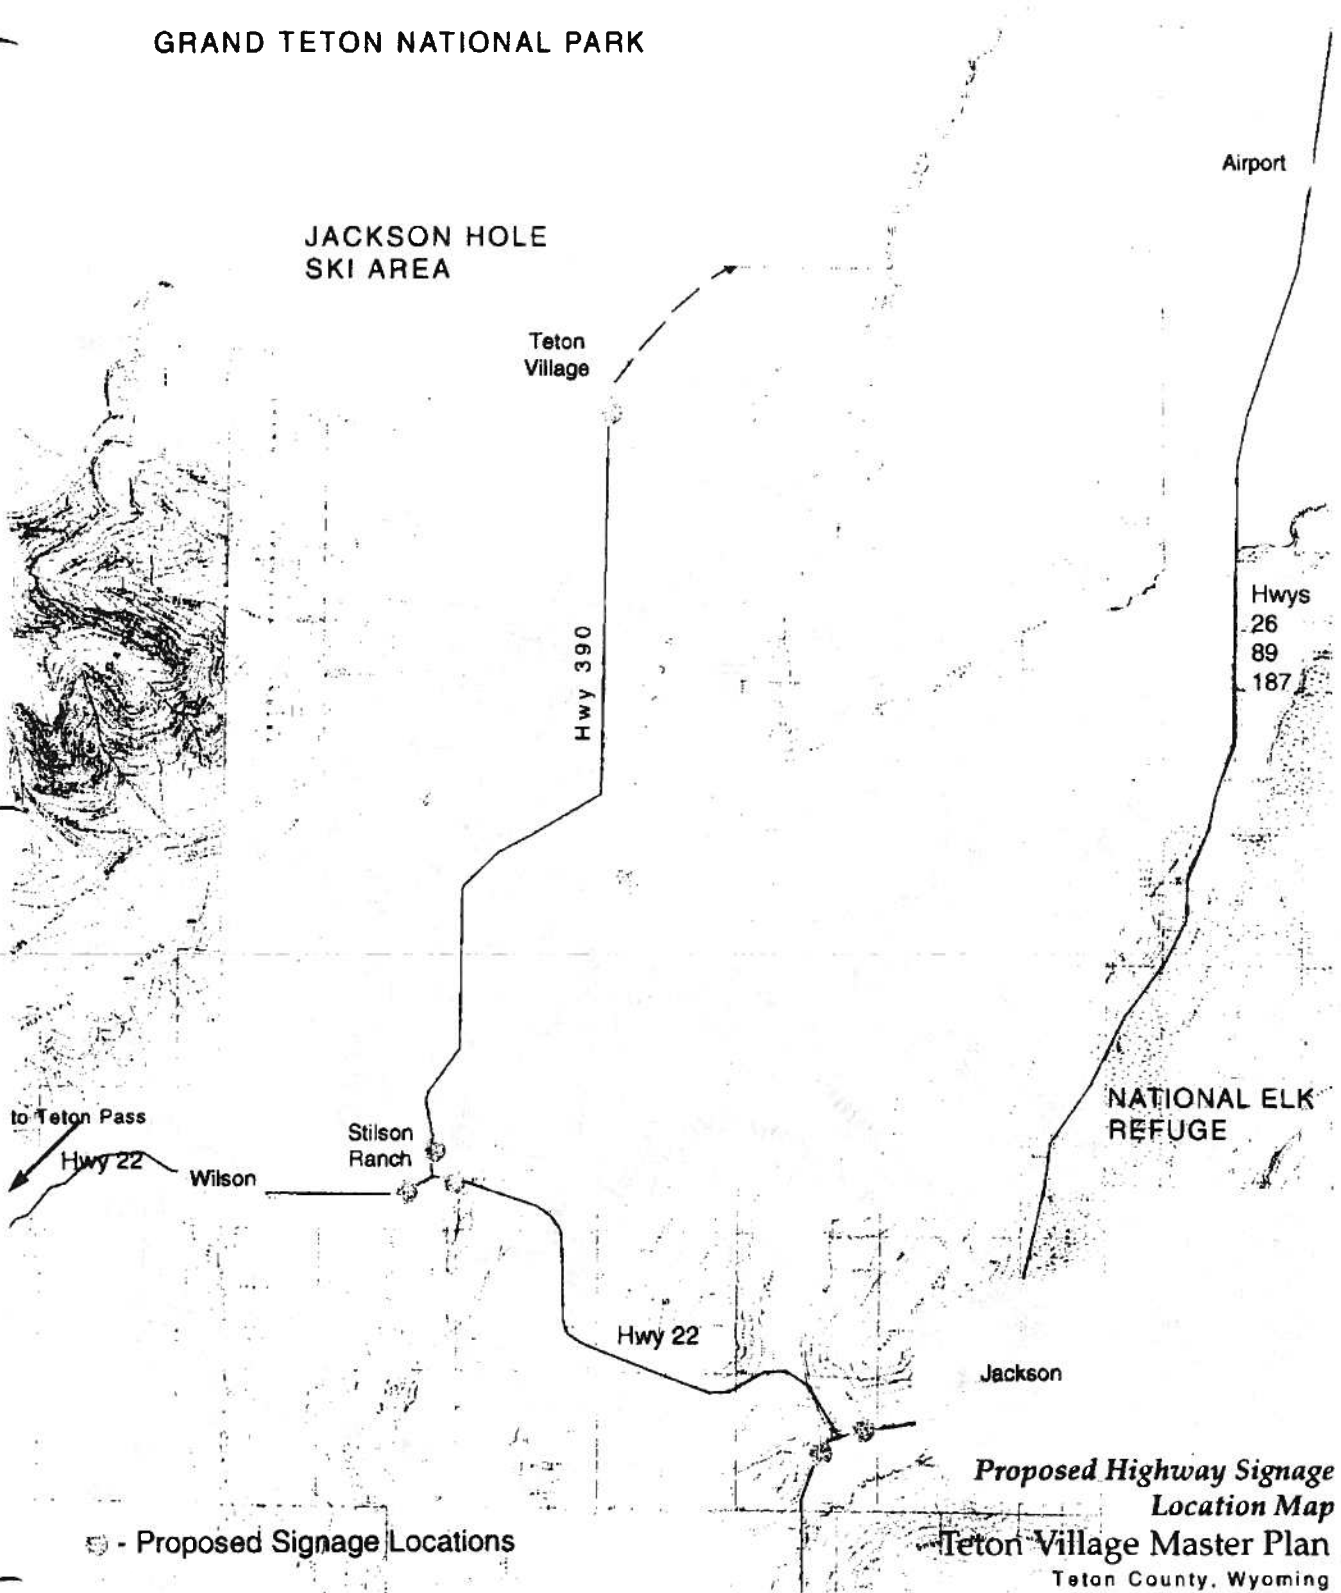 GRAND TETON NATIONAL PARK
Airport
JACKSON HOLE
SKI AREA
Teton
Village
Hwys
26
89
187
Hwy 390
NATIONAL ELK
REFUGE
to Teton Pass
Hwy 22
Wilson
Stilson
Ranch
Hwy 22
Jackson
Proposed Highway Signage
Location Map
Teton Village Master Plan
Teton County, Wyoming
- Proposed Signage Locations